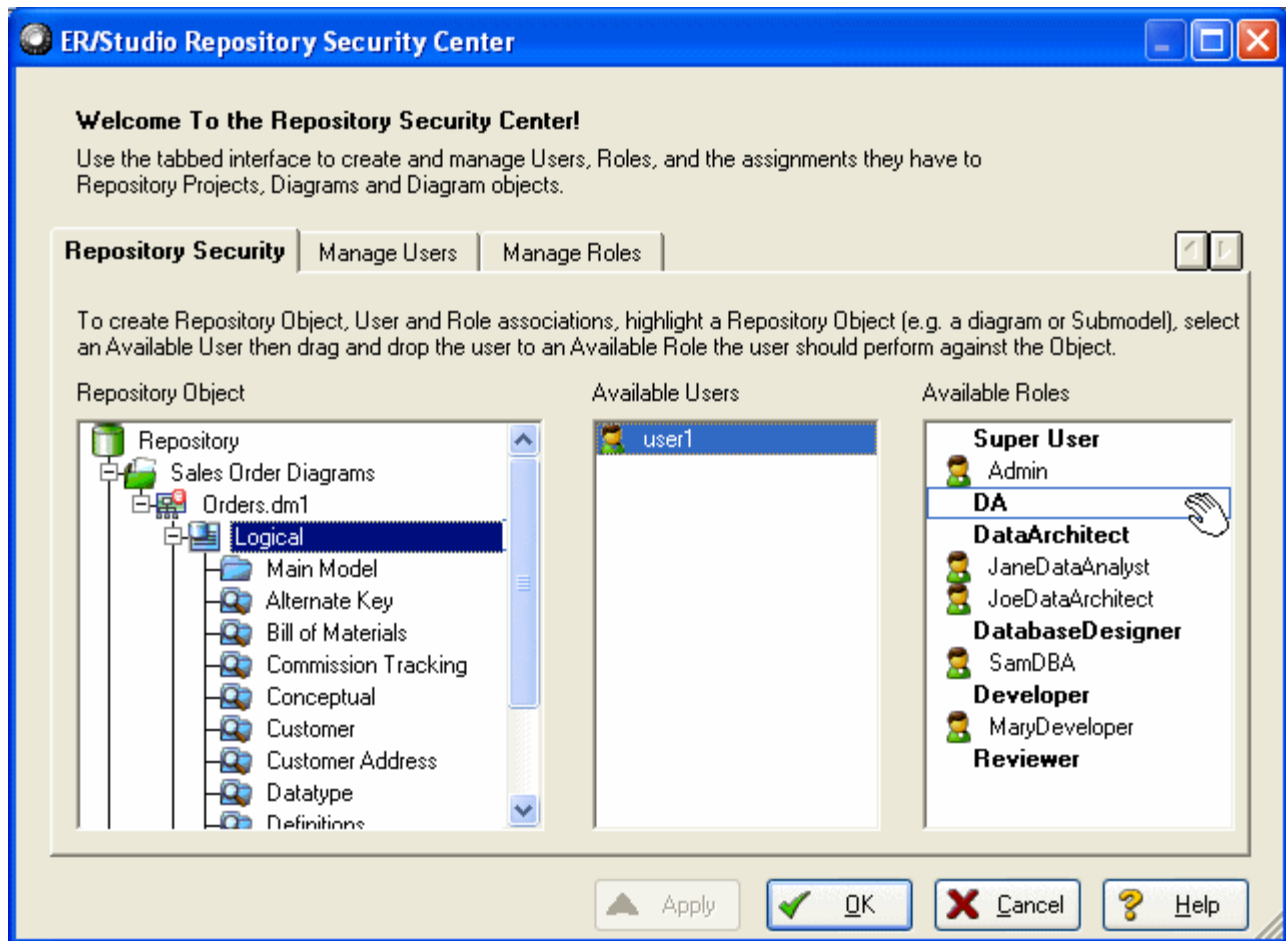 ER/Studio Repository Security Center
Welcome To the Repository Security Center!
Use the tabbed interface to create and manage Users, Roles, and the assignments they have to
Repository Projects, Diagrams and Diagram objects.
Repository Security
Manage Users
Manage Roles
To create Repository Object, User and Role associations, highlight a Repository Object (e.g. a diagram or Submodel), select
an Available User then drag and drop the user to an Available Role the user should perform against the Object.
Repository Object
Repository
Sales Order Diagrams
Orders.dm1
Logical
Main Model
Alternate Key
Bill of Materials
Commission Tracking
Conceptual
Customer
Customer Address
Datatype
Definitions
Available Users
user1
Available Roles
Super User
Admin
DA
DataArchitect
JaneDataAnalyst
JoeDataArchitect
DatabaseDesigner
SamDBA
Developer
MaryDeveloper
Reviewer
Apply
OK
Cancel
Help